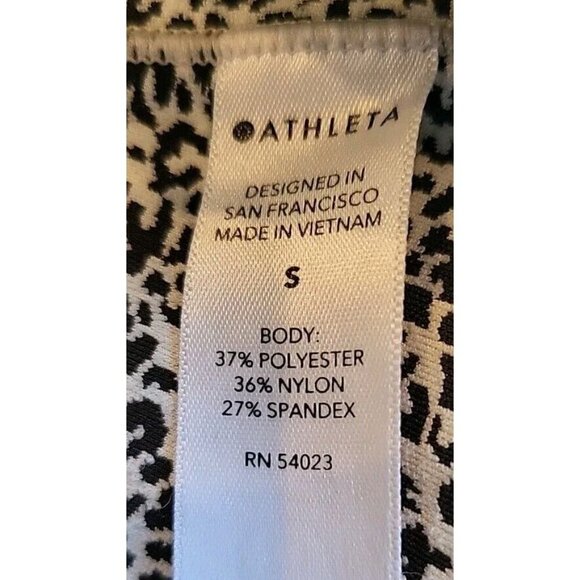 ATHLETA
DESIGNED IN
SAN FRANCISCO
MADE IN VIETNAM
S
BODY:
37% POLYESTER
36% NYLON
27% SPANDEX
RN 54023